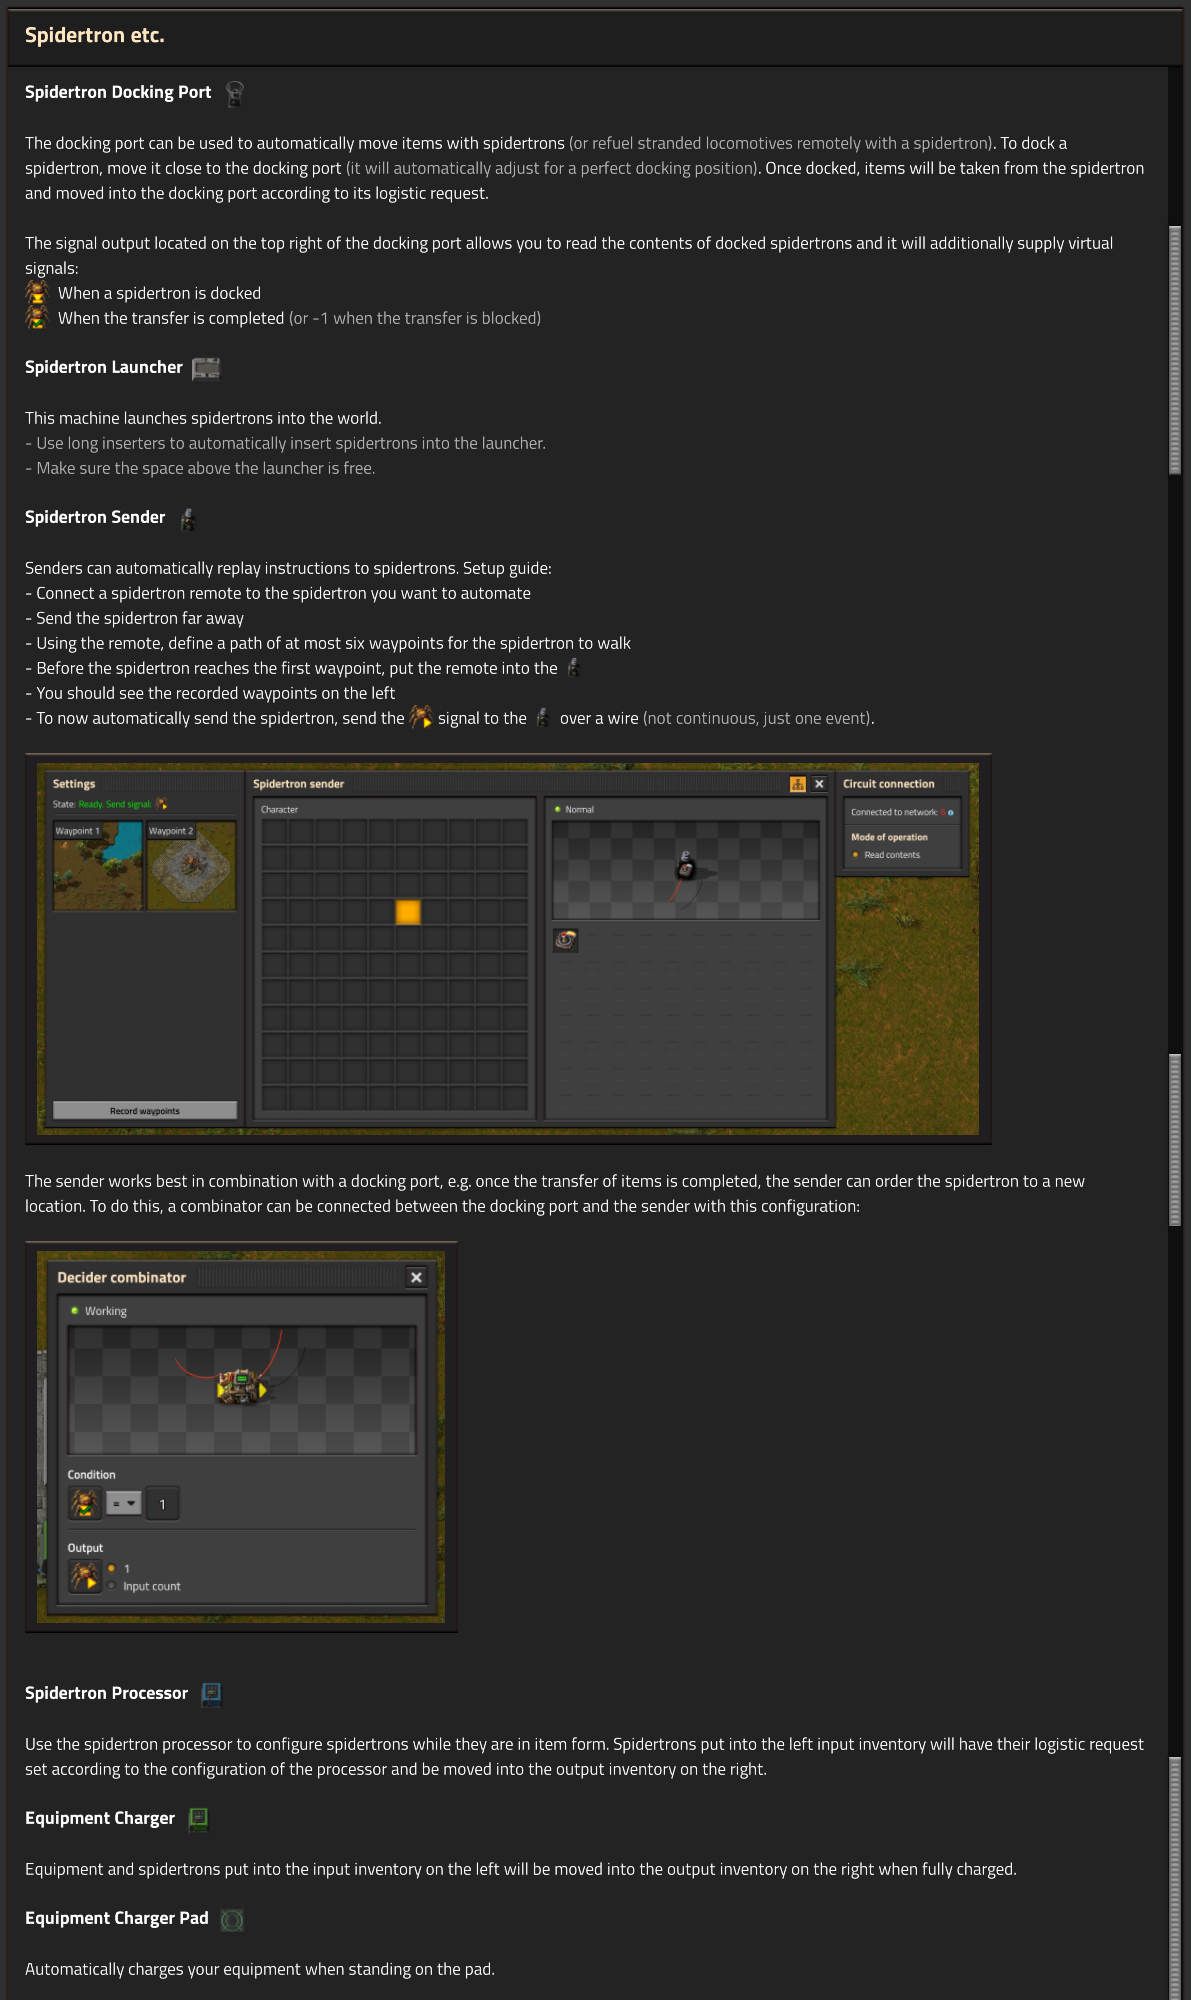 Spidertron etc.
Spidertron Docking Port
The docking port can be used to automatically move items with spidertrons (or refuel stranded locomotives remotely with a spidertron). To dock a
spidertron, move it close to the docking port (it will automatically adjust for a perfect docking position). Once docked, items will be taken from the spidertron
and moved into the docking port according to its logistic request.
The signal output located on the top right of the docking port allows you to read the contents of docked spidertrons and it will additionally supply virtual
signals:
When a spidertron is docked
When the transfer is completed (or -1 when the transfer is blocked)
Spidertron Launcher
This machine launches spidertrons into the world.
- Use long inserters to automatically insert spidertrons into the launcher.
- Make sure the space above the launcher is free.
Spidertron Sender
Senders can automatically replay instructions to spidertrons. Setup guide:
- Connect a spidertron remote to the spidertron you want to automate
- Send the spidertron far away
- Using the remote, define a path of at most six waypoints for the spidertron to walk
- Before the spidertron reaches the first waypoint, put the remote into the
- You should see the recorded waypoints on the left
- To now automatically send the spidertron, send the signal to the over a wire (not continuous, just one event).
Settings
State: Ready. Send signal:
Waypoint 1
Waypoint 2
Record waypoints
Spidertron sender
Character
Normal
Circuit connection
Connected to network: 6
Mode of operation
Read contents
The sender works best in combination with a docking port, e.g. once the transfer of items is completed, the sender can order the spidertron to a new
location. To do this, a combinator can be connected between the docking port and the sender with this configuration:
Decider combinator
Working
Condition
= 1
Output
1
Input count
Spidertron Processor
Use the spidertron processor to configure spidertrons while they are in item form. Spidertrons put into the left input inventory will have their logistic request
set according to the configuration of the processor and be moved into the output inventory on the right.
Equipment Charger
Equipment and spidertrons put into the input inventory on the left will be moved into the output inventory on the right when fully charged.
Equipment Charger Pad
Automatically charges your equipment when standing on the pad.